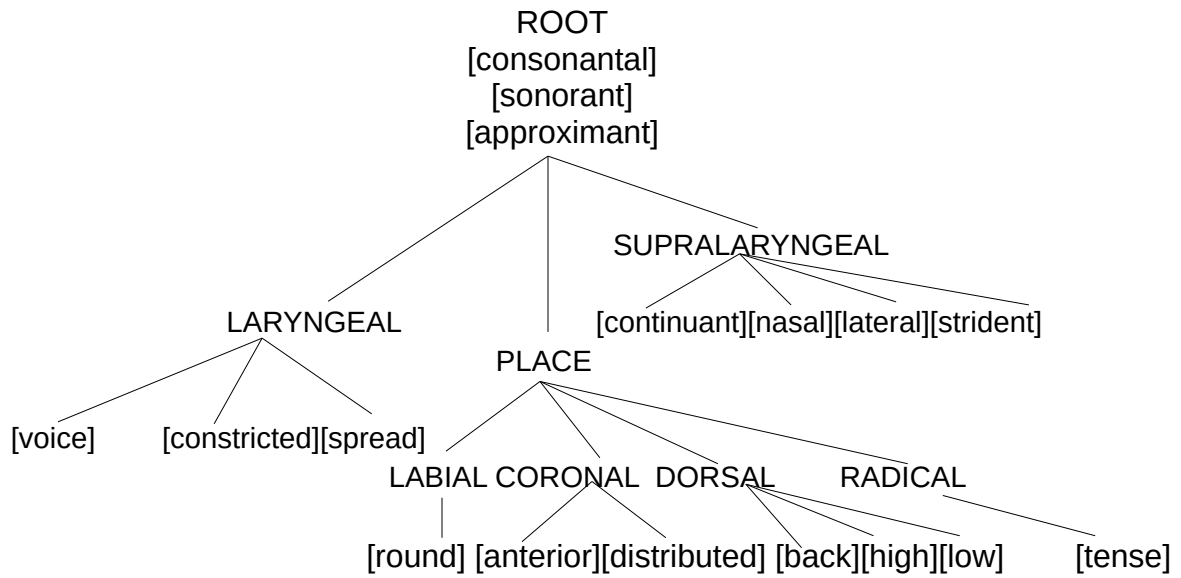 ROOT
[consonantal]
[sonorant]
[approximant]
SUPRALARYNGEAL
LARYNGEAL
[continuant][nasal][lateral][strident]
PLACE
[voice] [constricted][spread]
LABIAL CORONAL DORSAL RADICAL
[round] [anterior][distributed] [back][high][low] [tense]